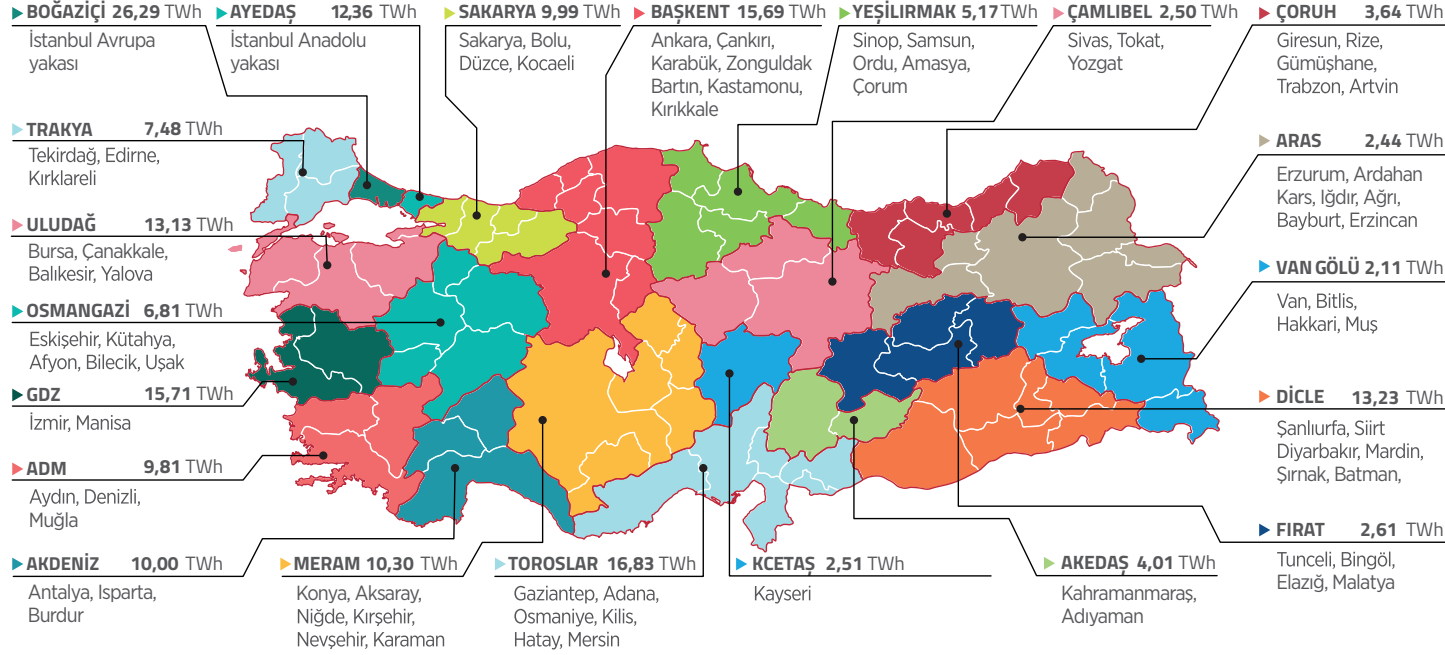 BOĞAZİÇİ 26,29 TWh
İstanbul Avrupa
yakası
AYEDAŞ 12,36 TWh
İstanbul Anadolu
yakası
SAKARYA 9,99 TWh
Sakarya, Bolu,
Düzce, Kocaeli
BAŞKENT 15,69 TWh
Ankara, Çankırı,
Karabük, Zonguldak
Bartın, Kastamonu,
Kırıkkale
YEŞİLIRMAK 5,17 TWh
Sinop, Samsun,
Ordu, Amasya,
Çorum
ÇAMLIBEL 2,50 TWh
Sivas, Tokat,
Yozgat
ÇORUH 3,64 TWh
Giresun, Rize,
Gümüşhane,
Trabzon, Artvin
TRAKYA 7,48 TWh
Tekirdağ, Edirne,
Kırklareli
ARAS 2,44 TWh
Erzurum, Ardahan
Kars, Iğdır, Ağrı,
Bayburt, Erzincan
ULUDAĞ 13,13 TWh
Bursa, Çanakkale,
Balıkesir, Yalova
VAN GÖLÜ 2,11 TWh
Van, Bitlis,
Hakkari, Muş
OSMANGAZİ 6,81 TWh
Eskişehir, Kütahya,
Afyon, Bilecik, Uşak
GDZ 15,71 TWh
İzmir, Manisa
DİCLE 13,23 TWh
Şanlıurfa, Siirt
Diyarbakır, Mardin,
Şırnak, Batman,
ADM 9,81 TWh
Aydın, Denizli,
Muğla
FIRAT 2,61 TWh
Tunceli, Bingöl,
Elazığ, Malatya
AKDENİZ 10,00 TWh
Antalya, Isparta,
Burdur
MERAM 10,30 TWh
Konya, Aksaray,
Niğde, Kırşehir,
Nevşehir, Karaman
TOROSLAR 16,83 TWh
Gaziantep, Adana,
Osmaniye, Kilis,
Hatay, Mersin
KCETAŞ 2,51 TWh
Kayseri
AKEDAŞ 4,01 TWh
Kahramanmaraş,
Adıyaman